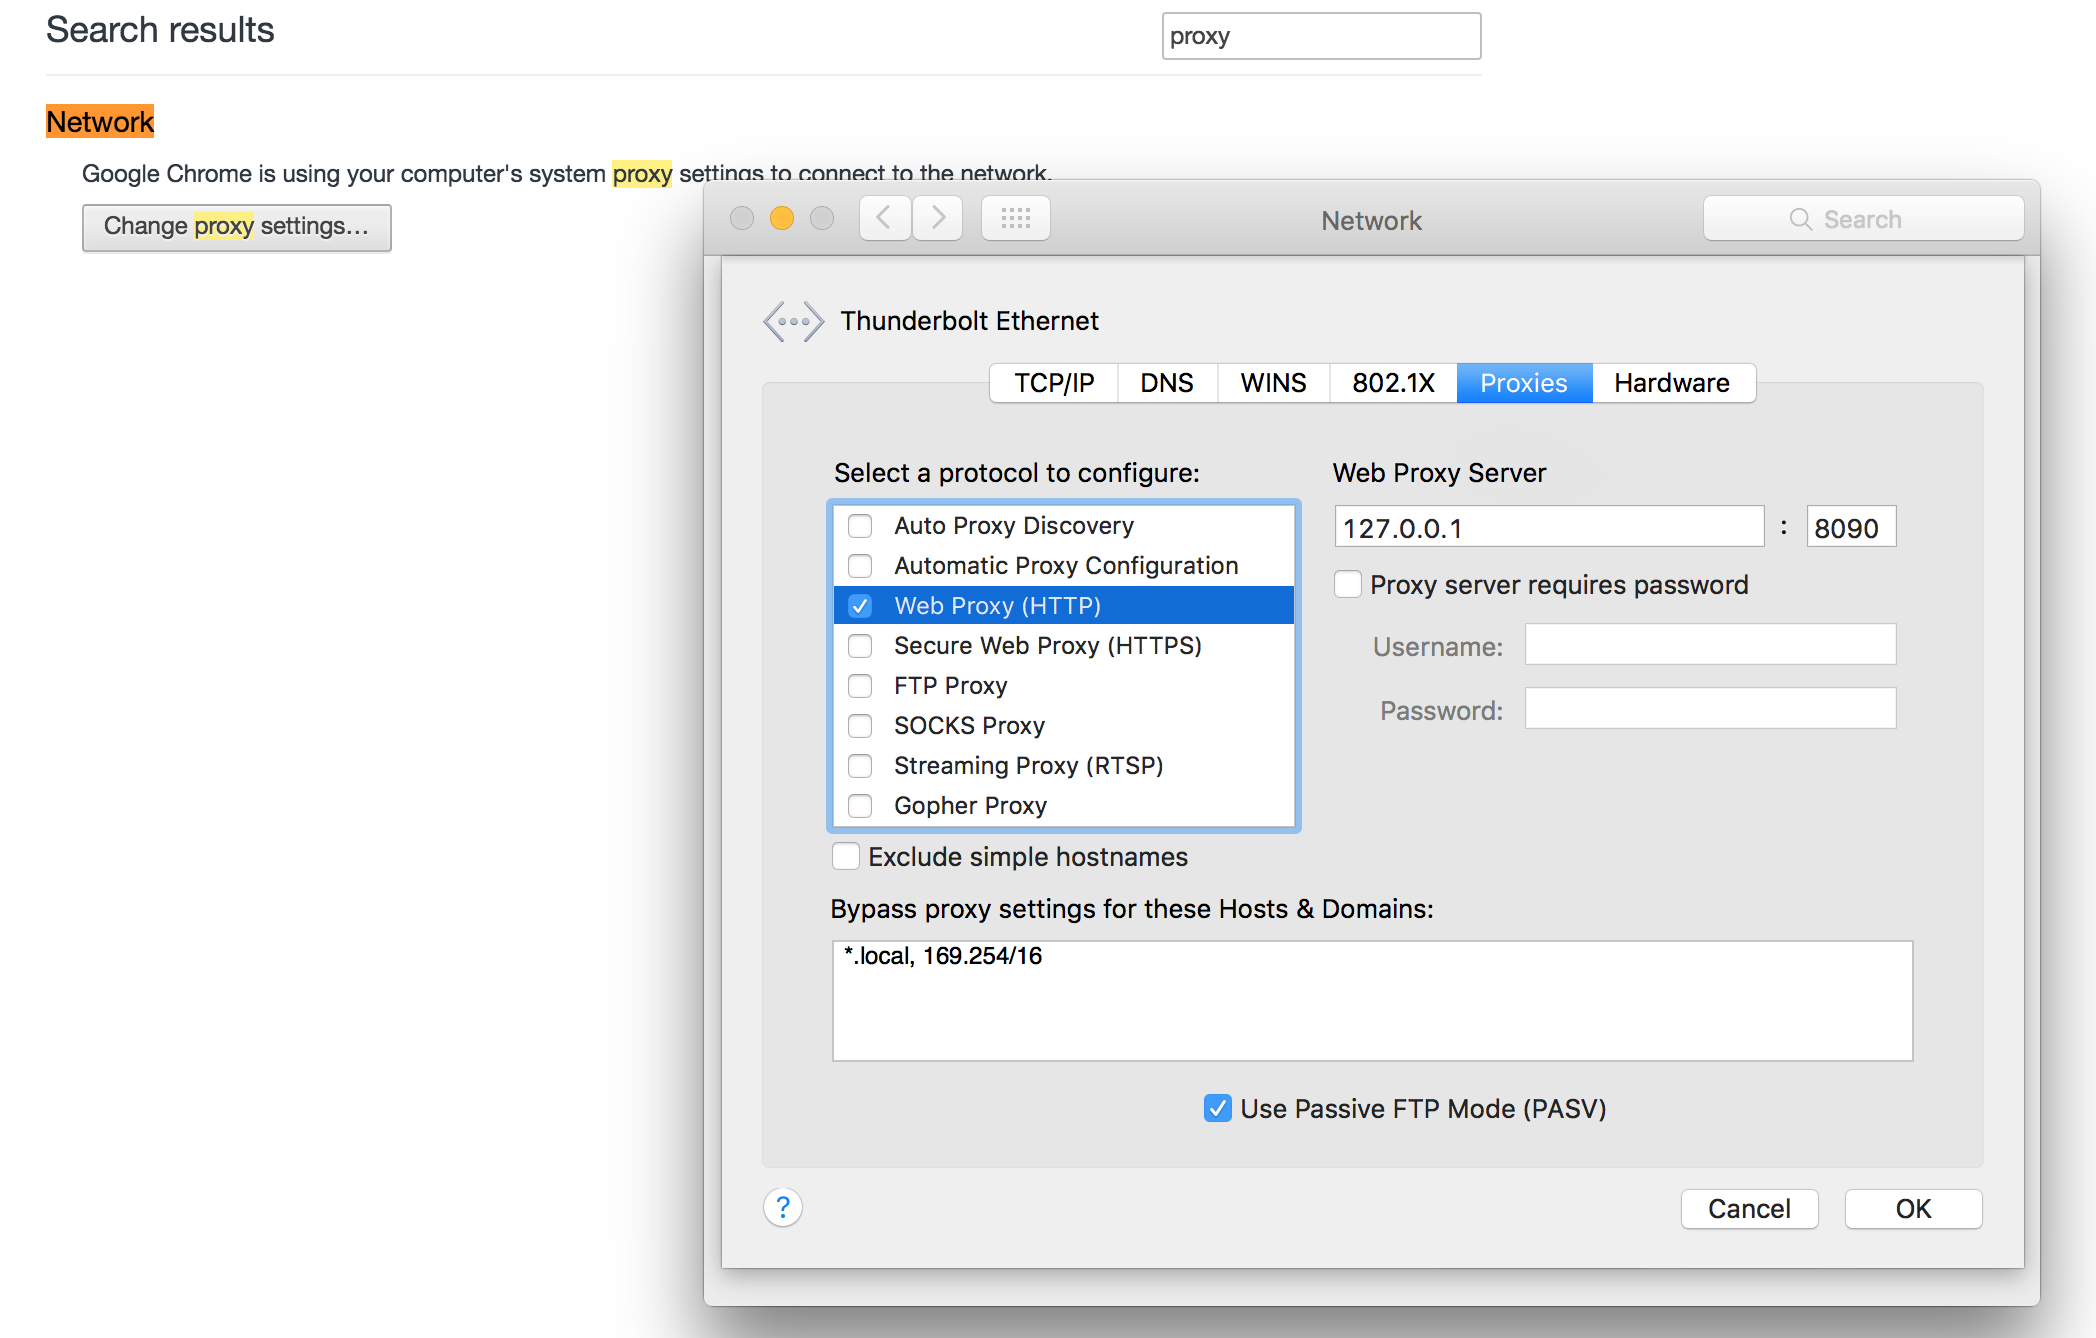 Search results
proxy
Network
Google Chrome is using your computer's system proxy settings to connect to the network.
Change proxy settings...
Network
Search
Thunderbolt Ethernet
TCP/IP DNS WINS 802.1X Proxies Hardware
Select a protocol to configure:
Auto Proxy Discovery
Automatic Proxy Configuration
Web Proxy (HTTP)
Secure Web Proxy (HTTPS)
FTP Proxy
SOCKS Proxy
Streaming Proxy (RTSP)
Gopher Proxy
Web Proxy Server
127.0.0.1 : 8090
Proxy server requires password
Username:
Password:
Exclude simple hostnames
Bypass proxy settings for these Hosts & Domains:
*.local, 169.254/16
Use Passive FTP Mode (PASV)
?
Cancel OK